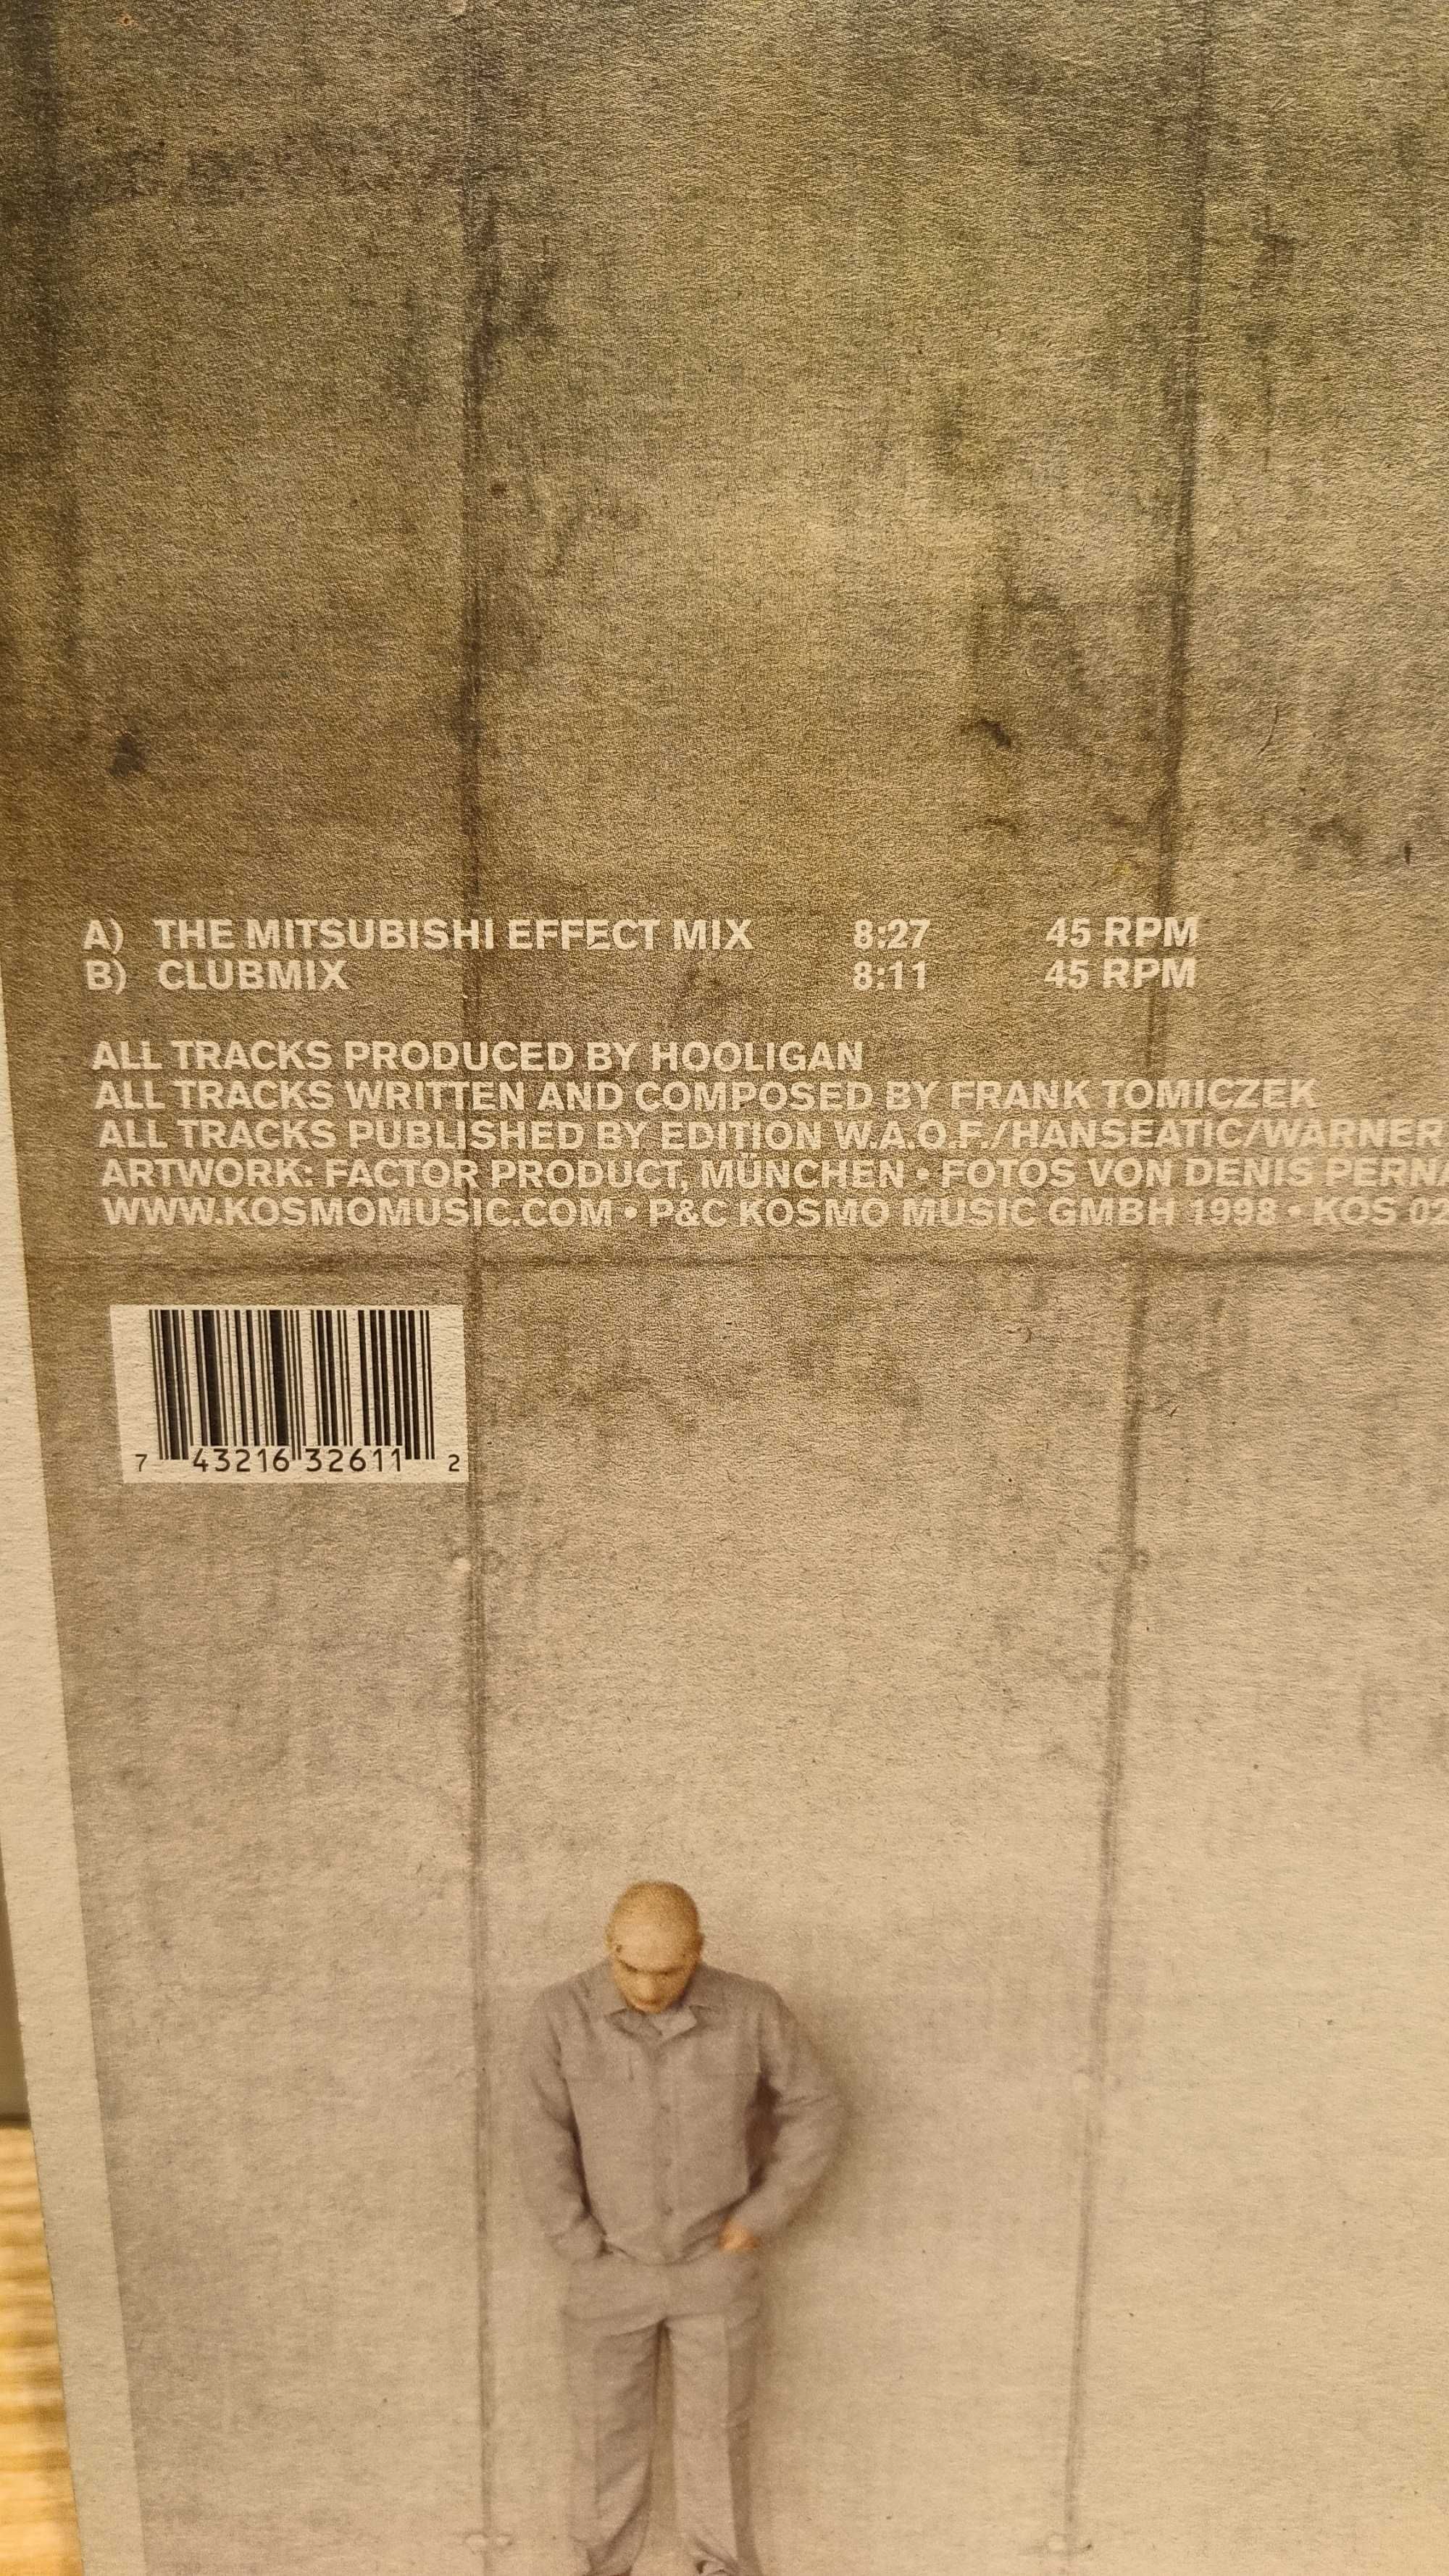 A) THE MITSUBISHI EFFECT MIX 8:27 45 RPM
B) CLUBMIX 8:11 45 RPM
ALL TRACKS PRODUCED BY HOOLIGAN
ALL TRACKS WRITTEN AND COMPOSED BY FRANK TOMICZEK
ALL TRACKS PUBLISHED BY EDITION W.A.O.F./HANSEATIC/WARNER
ARTWORK: FACTOR PRODUCT, MÜNCHEN • FOTOS VON DENIS PERNA
WWW.KOSMOMUSIC.COM • P&C KOSMO MUSIC GMBH 1998 • KOS 02
7 43216 32611 2